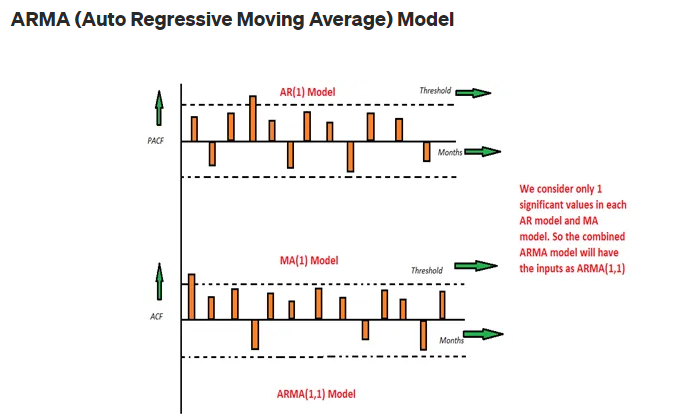 ARMA (Auto Regressive Moving Average) Model
AR(1) Model
Threshold
PACF
Months
We consider only 1
significant values in each
AR model and MA
model. So the combined
ARMA model will have
the inputs as ARMA(1,1)
MA(1) Model
Threshold
ACF
Months
ARMA(1,1) Model